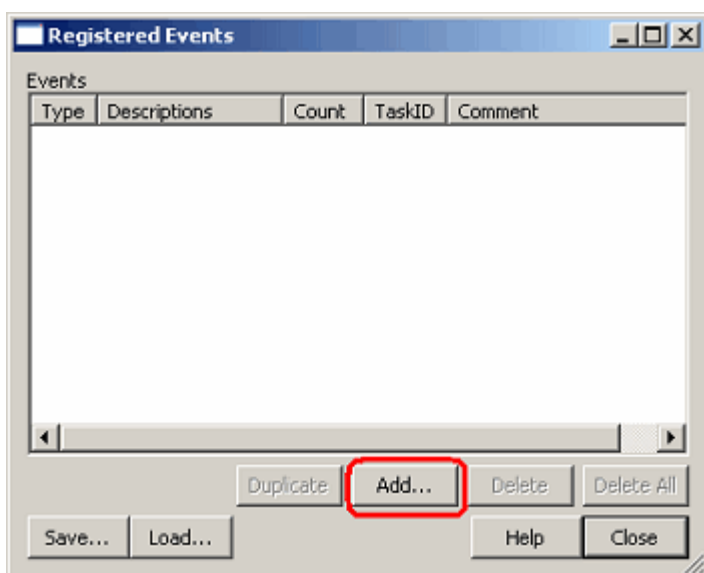 Registered Events
Events
Type Descriptions Count TaskID Comment
Duplicate Add... Delete Delete All
Save... Load... Help Close